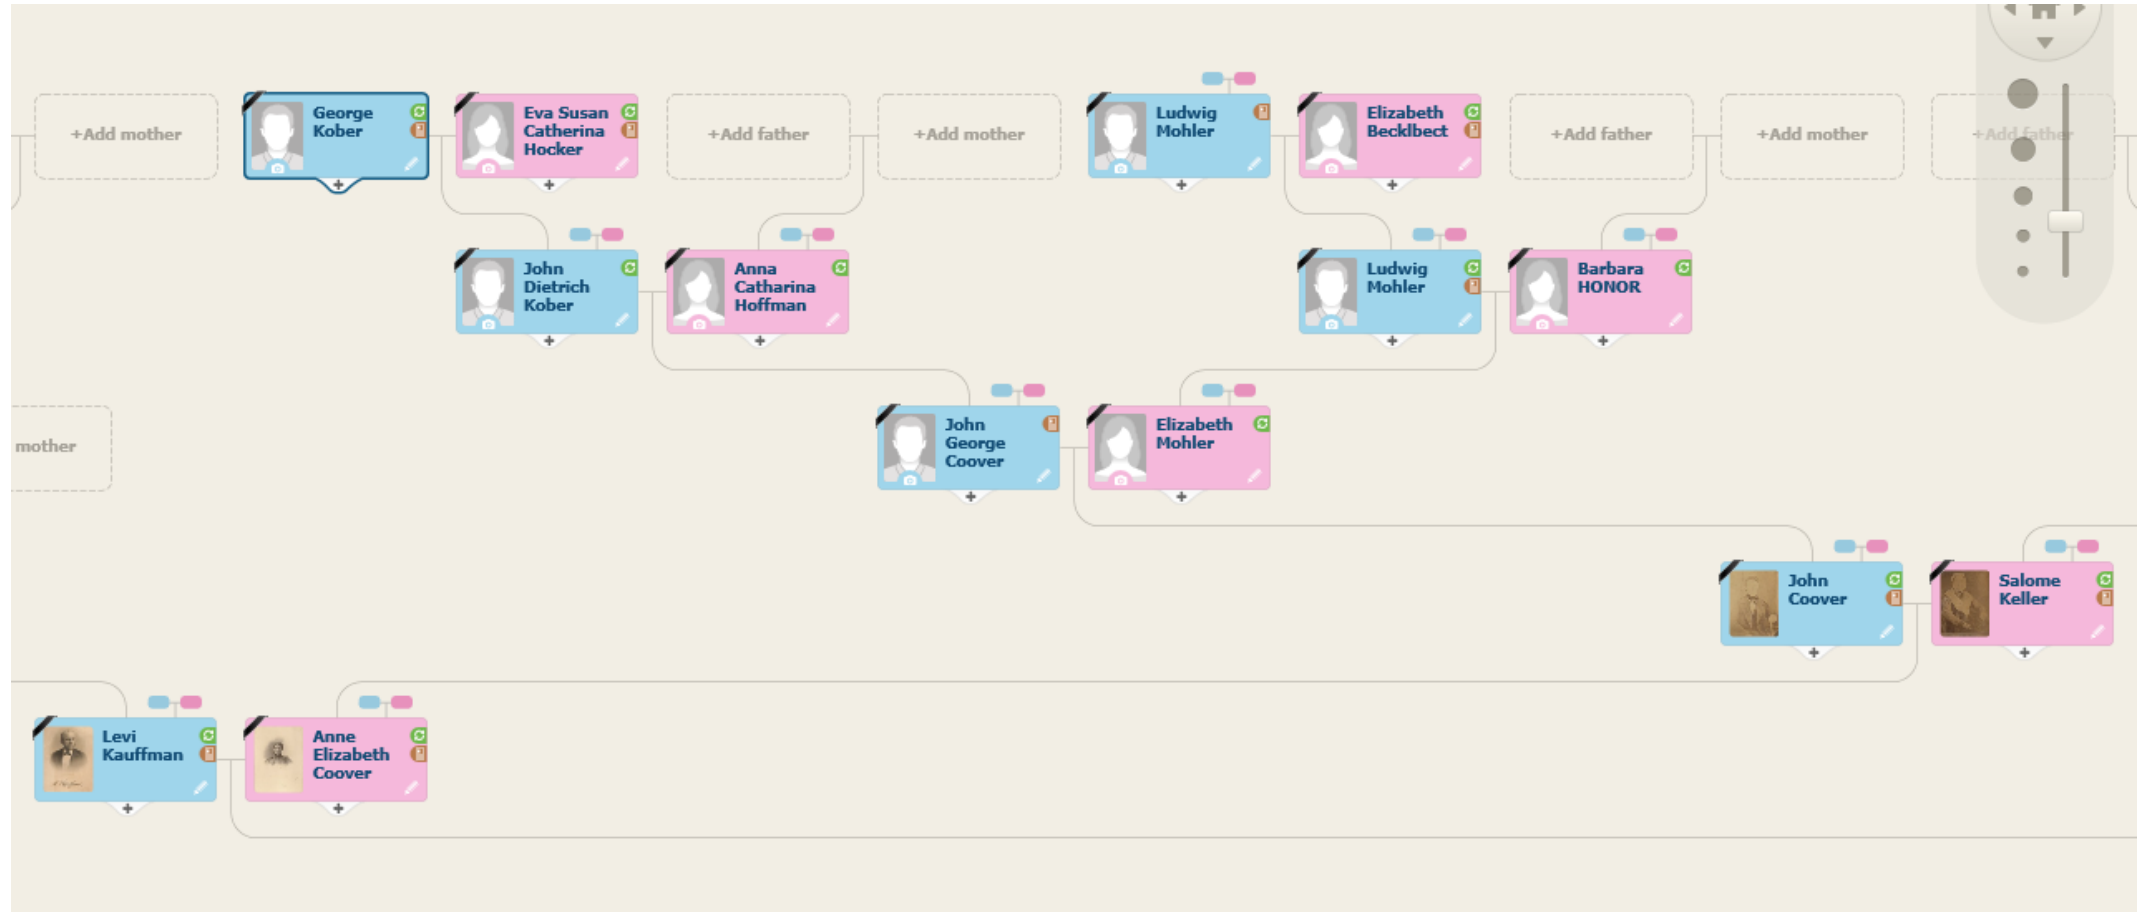 +Add mother
George
Kober
Eva Susan
Catherina
Hocker
+Add father
+Add mother
Ludwig
Mohler
Elizabeth
Becklbect
+Add father
+Add mother
+Add father
John
Dietrich
Kober
Anna
Catharina
Hoffman
Ludwig
Mohler
Barbara
HONOR
mother
John
George
Coover
Elizabeth
Mohler
John
Coover
Salome
Keller
Levi
Kauffman
Anne
Elizabeth
Coover